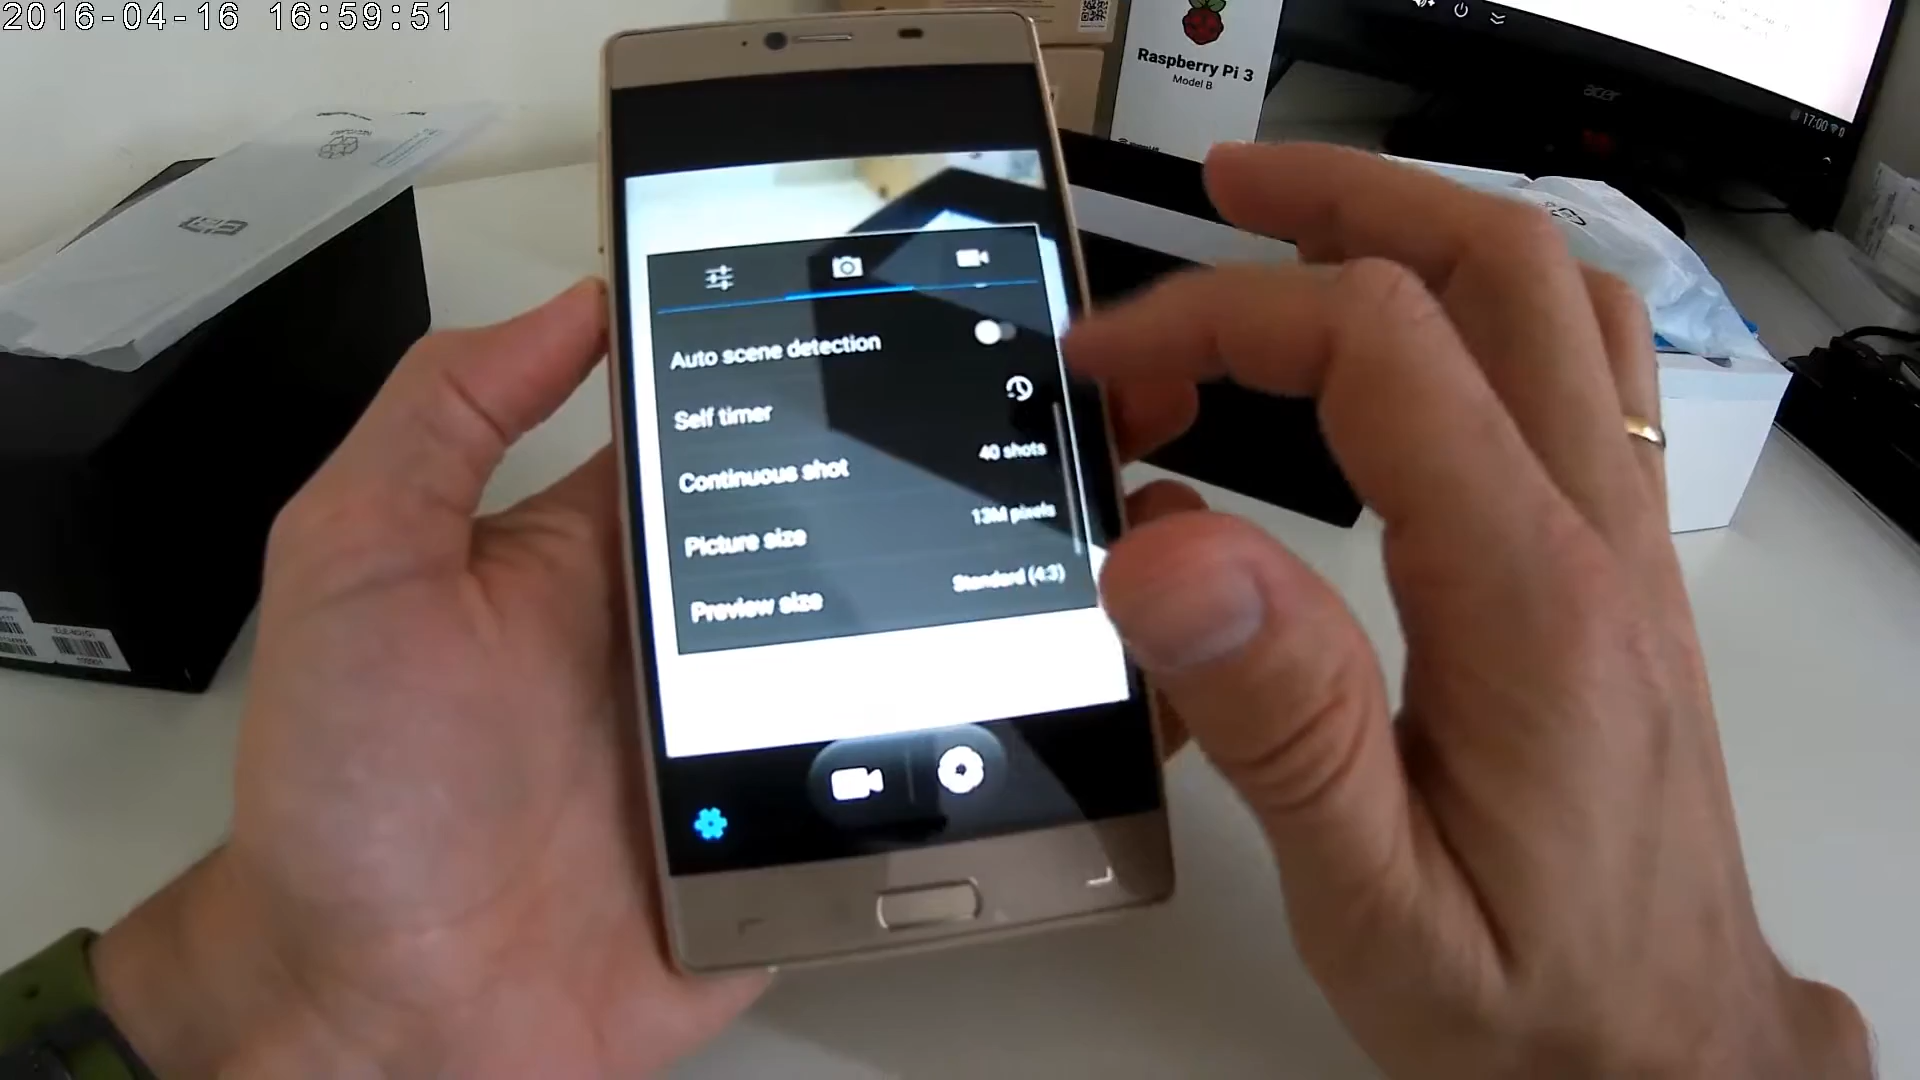 2016-04-16 16:59:51
Raspberry Pi 3
Model B
acer
17:00
Auto scene detection
Self timer
Continuous shot
40 shots
Picture size
13M pixels
Preview size
Standard (4:3)